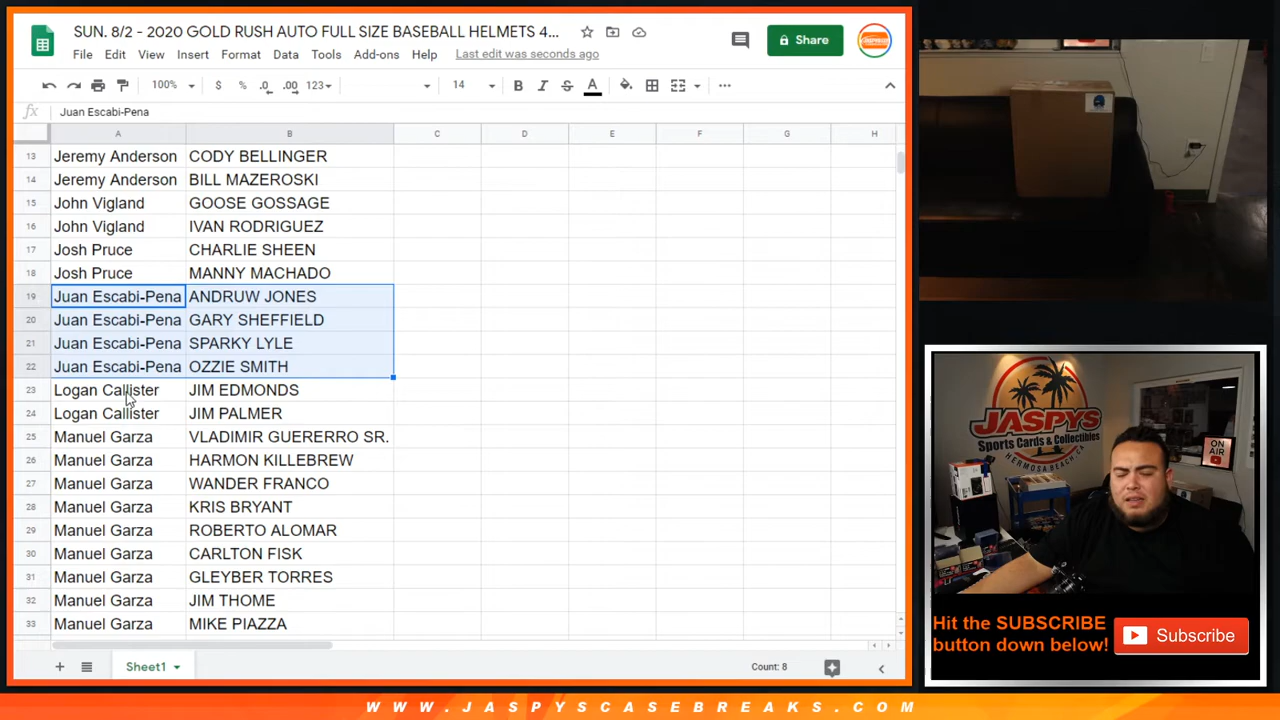 SUN. 8/2 - 2020 GOLD RUSH AUTO FULL SIZE BASEBALL HELMETS 4...
File Edit View Insert Format Data Tools Add-ons Help Last edit was seconds ago
Share
100% $ % .0 .00 123 14 B I S A
fx Juan Escabi-Pena
A B C D E F G H
13 Jeremy Anderson CODY BELLINGER
14 Jeremy Anderson BILL MAZEROSKI
15 John Vigland GOOSE GOSSAGE
16 John Vigland IVAN RODRIGUEZ
17 Josh Pruce CHARLIE SHEEN
18 Josh Pruce MANNY MACHADO
19 Juan Escabi-Pena ANDRUW JONES
20 Juan Escabi-Pena GARY SHEFFIELD
21 Juan Escabi-Pena SPARKY LYLE
22 Juan Escabi-Pena OZZIE SMITH
23 Logan Callister JIM EDMONDS
24 Logan Callister JIM PALMER
25 Manuel Garza VLADIMIR GUERERRO SR.
26 Manuel Garza HARMON KILLEBREW
27 Manuel Garza WANDER FRANCO
28 Manuel Garza KRIS BRYANT
29 Manuel Garza ROBERTO ALOMAR
30 Manuel Garza CARLTON FISK
31 Manuel Garza GLEYBER TORRES
32 Manuel Garza JIM THOME
33 Manuel Garza MIKE PIAZZA
Sheet1 Count: 8
JASPYS
Sports Cards & Collectibles
HERMOSA BEACH, CA
ON AIR
Hit the SUBSCRIBE
button down below!
Subscribe
WWW.JASPYSCASEBREAKS.COM